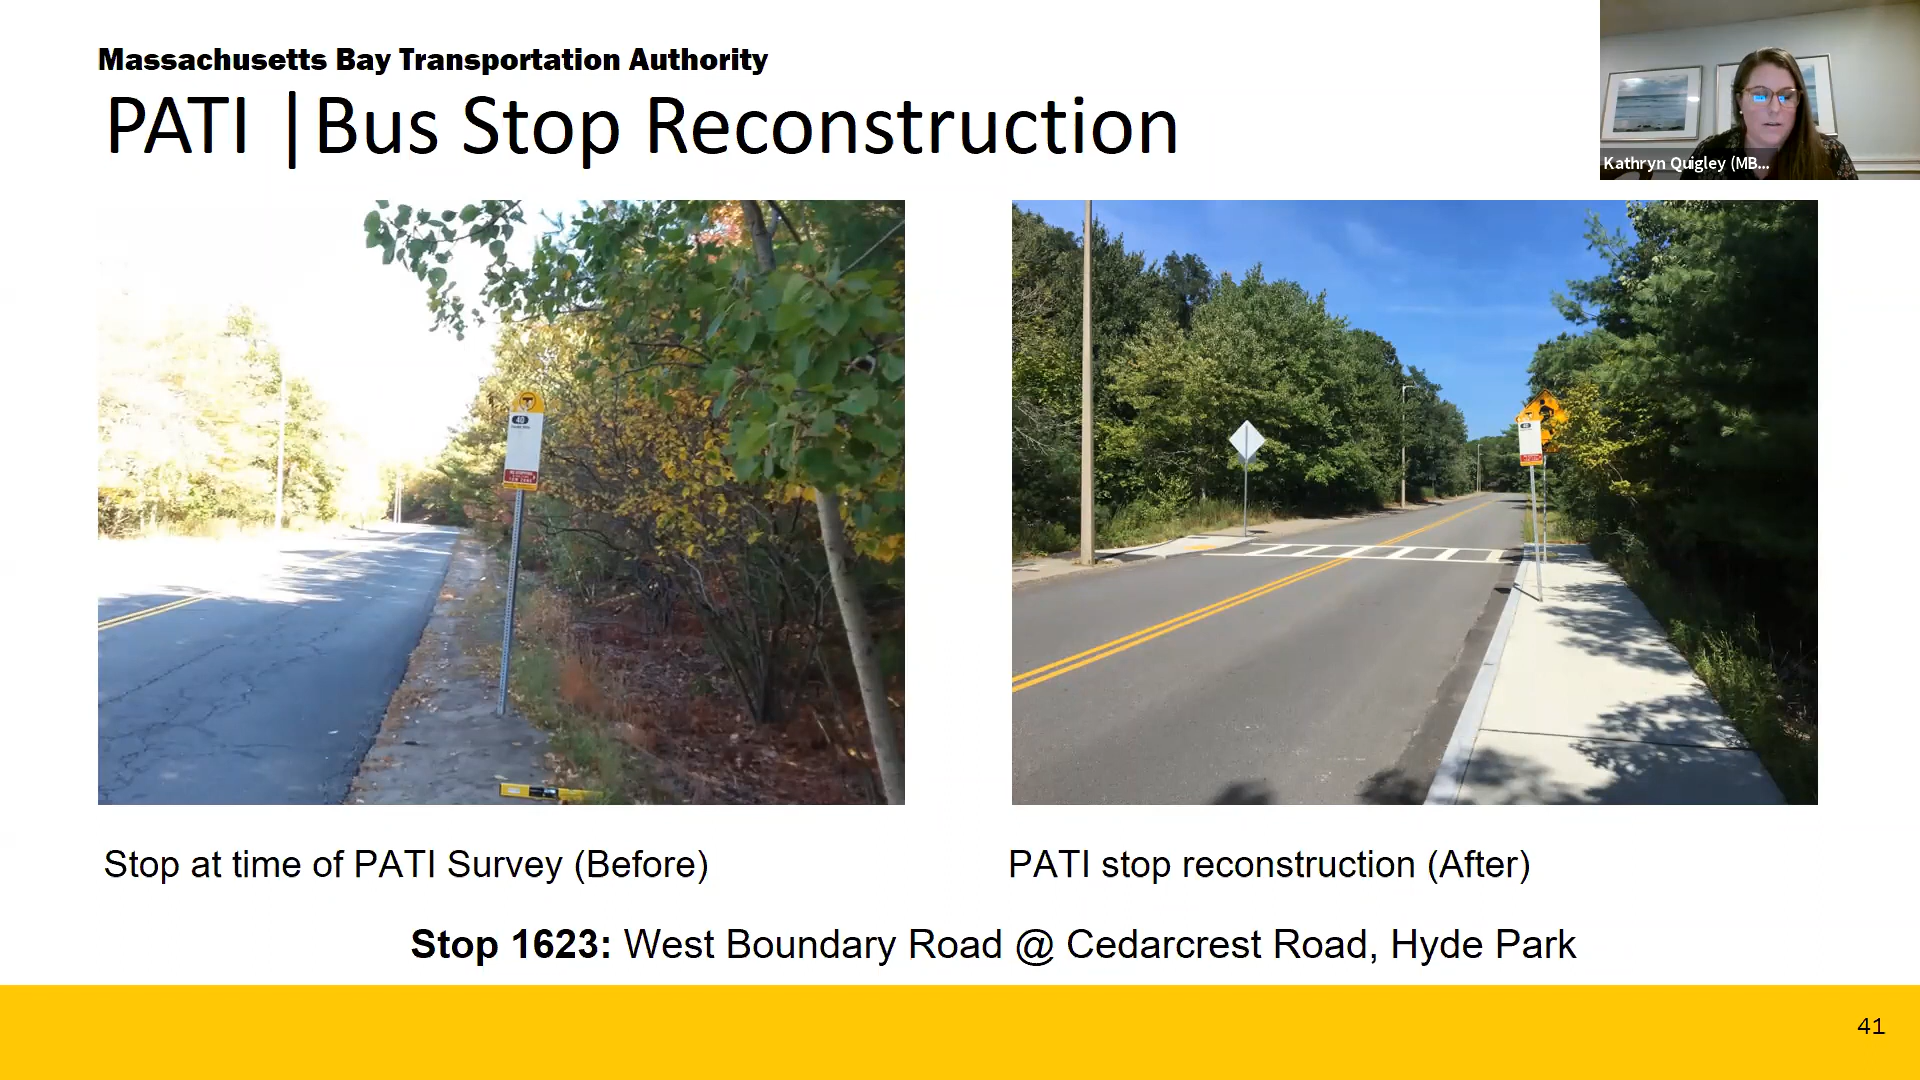 Massachusetts Bay Transportation Authority
PATI |Bus Stop Reconstruction
Kathryn Quigley (MB...
40
Stop at time of PATI Survey (Before)
PATI stop reconstruction (After)
Stop 1623: West Boundary Road @ Cedarcrest Road, Hyde Park
41